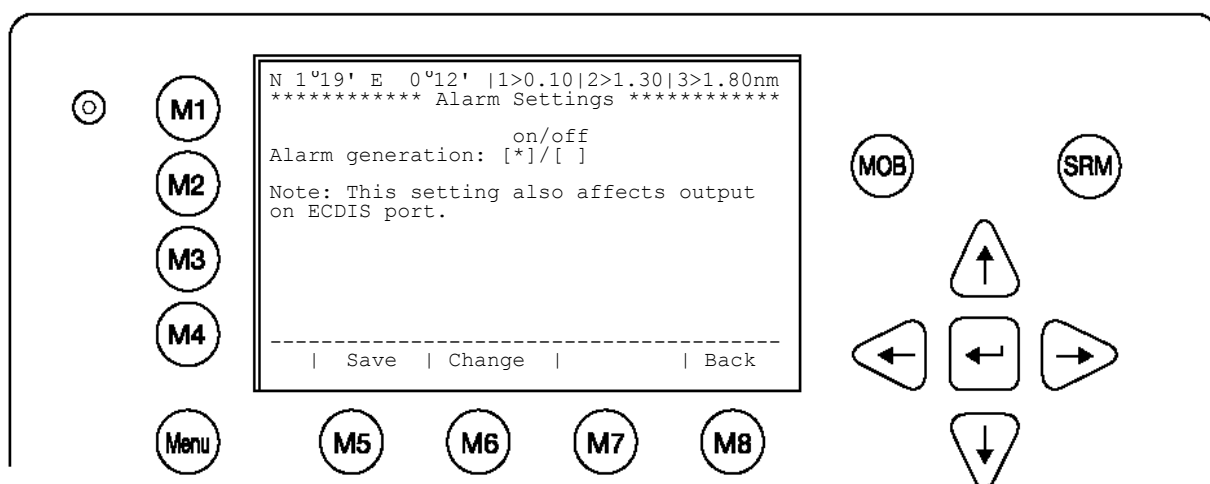 N 1°19' E 0°12' |1>0.10|2>1.30|3>1.80nm
************ Alarm Settings ************
on/off
Alarm generation: [*]/[ ]
Note: This setting also affects output
on ECDIS port.
----------------------------------------
| Save | Change | | Back
M1
M2
M3
M4
Menu
M5
M6
M7
M8
MOB
SRM